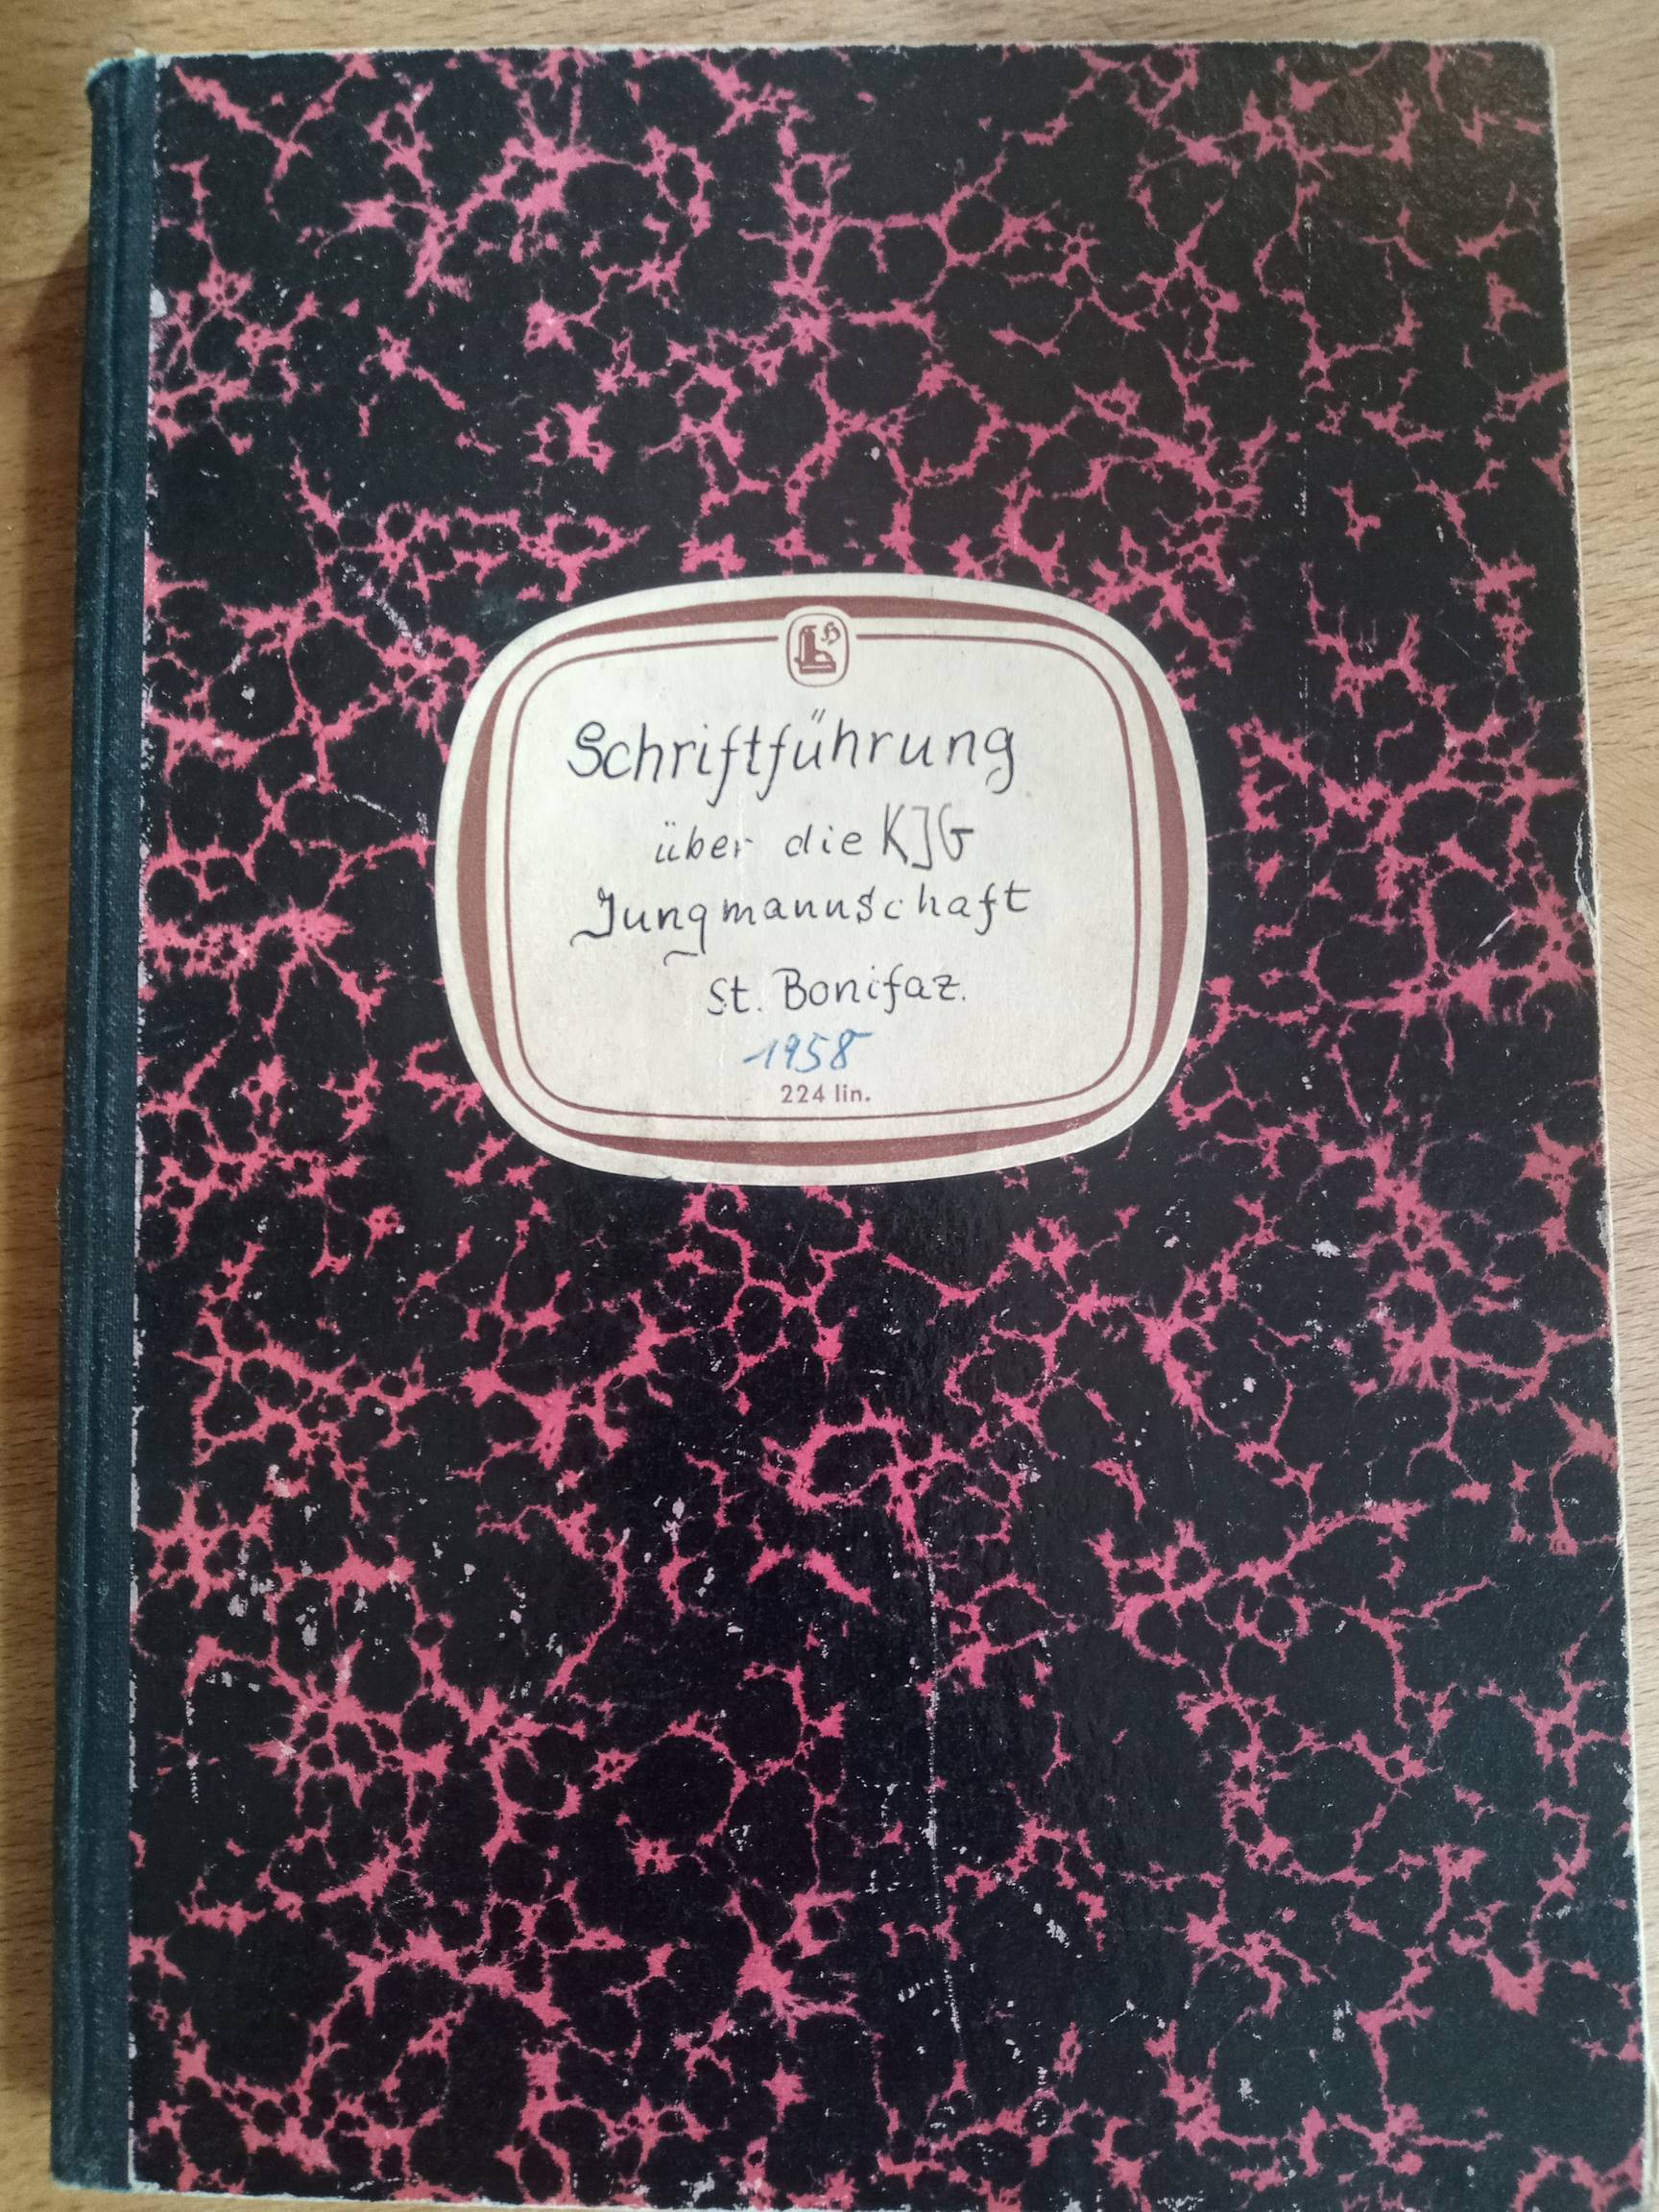 Schriftführung
über die KJG
Jungmannschaft
St. Bonifaz.
1958
224 lin.